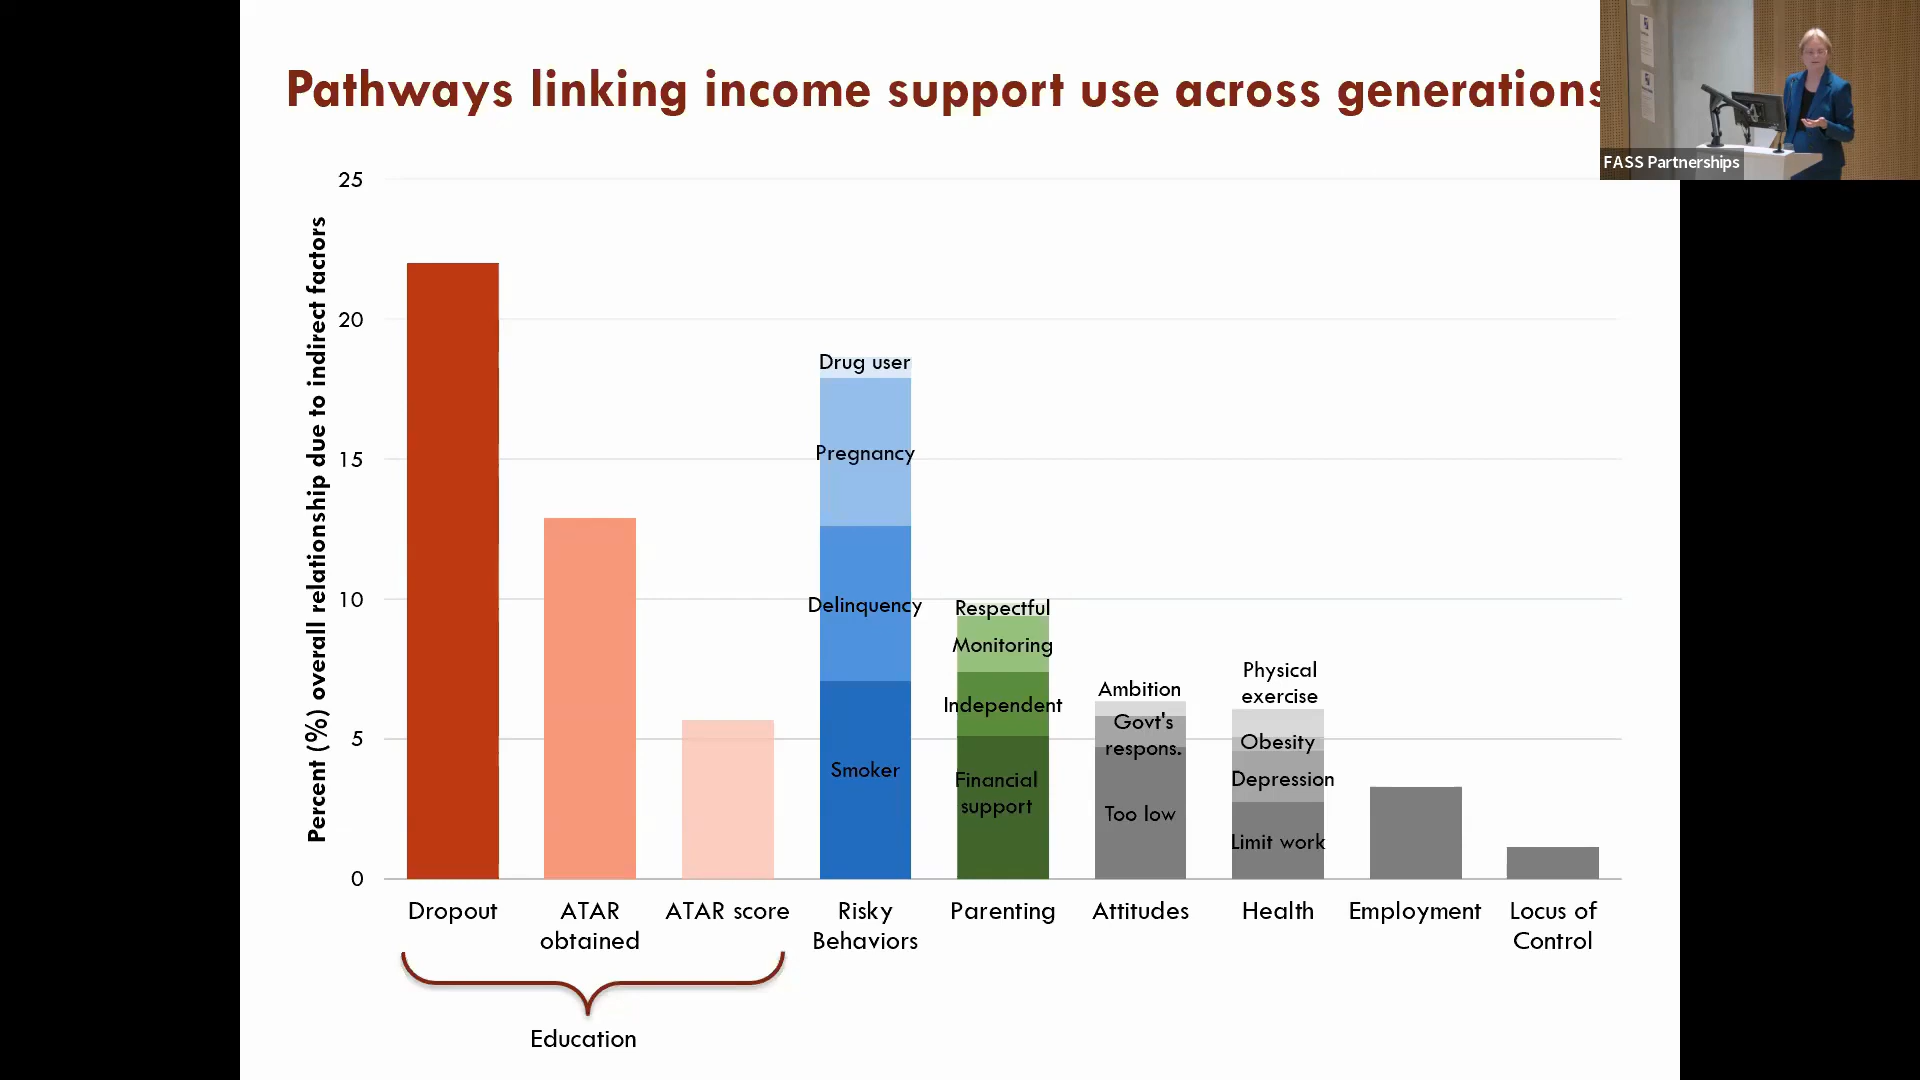 Pathways linking income support use across generations
FASS Partnerships
Percent (%) overall relationship due to indirect factors
25
20
15
10
5
0
Drug user
Pregnancy
Delinquency
Smoker
Respectful
Monitoring
Independent
Financial
support
Ambition
Govt's
respons.
Too low
Physical
exercise
Obesity
Depression
Limit work
Dropout
ATAR
obtained
ATAR score
Risky
Behaviors
Parenting
Attitudes
Health
Employment
Locus of
Control
Education